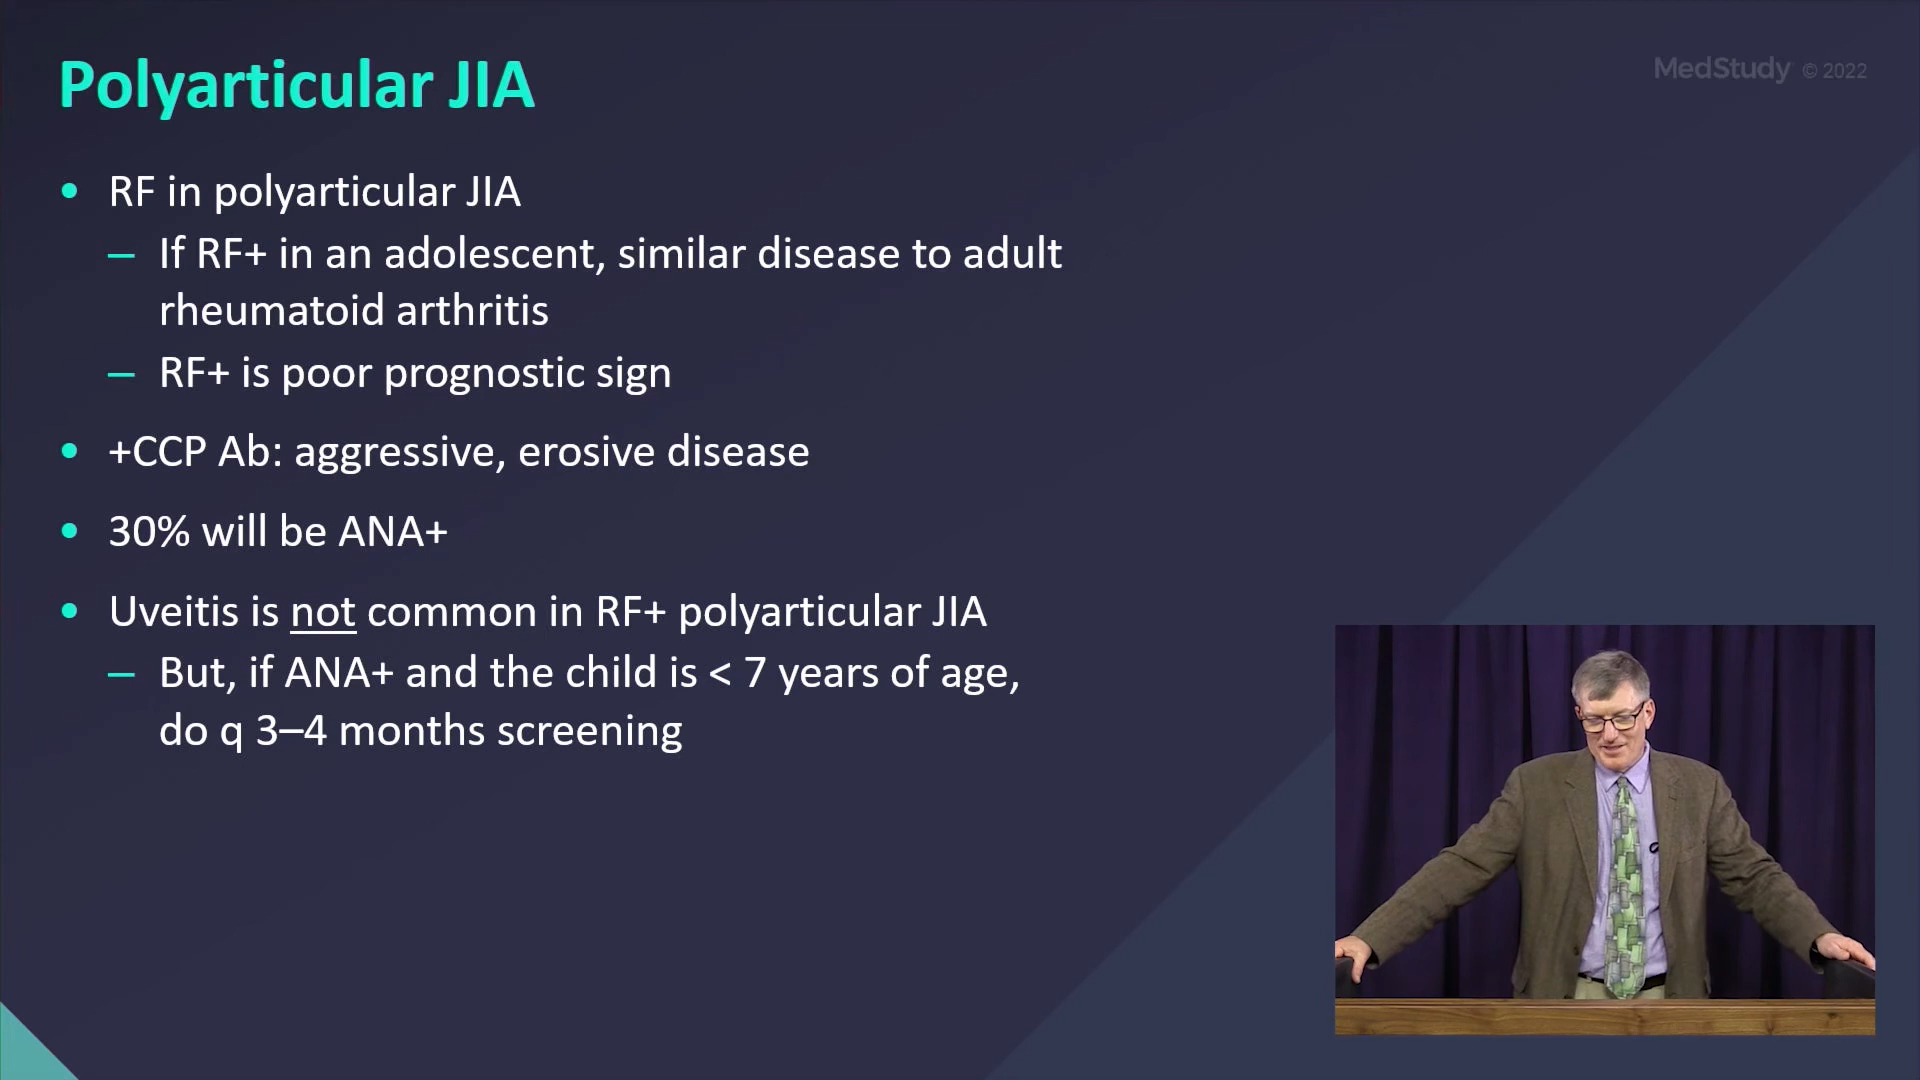 Polyarticular JIA
MedStudy © 2022
• RF in polyarticular JIA
– If RF+ in an adolescent, similar disease to adult
rheumatoid arthritis
– RF+ is poor prognostic sign
• +CCP Ab: aggressive, erosive disease
• 30% will be ANA+
• Uveitis is not common in RF+ polyarticular JIA
– But, if ANA+ and the child is < 7 years of age,
do q 3–4 months screening